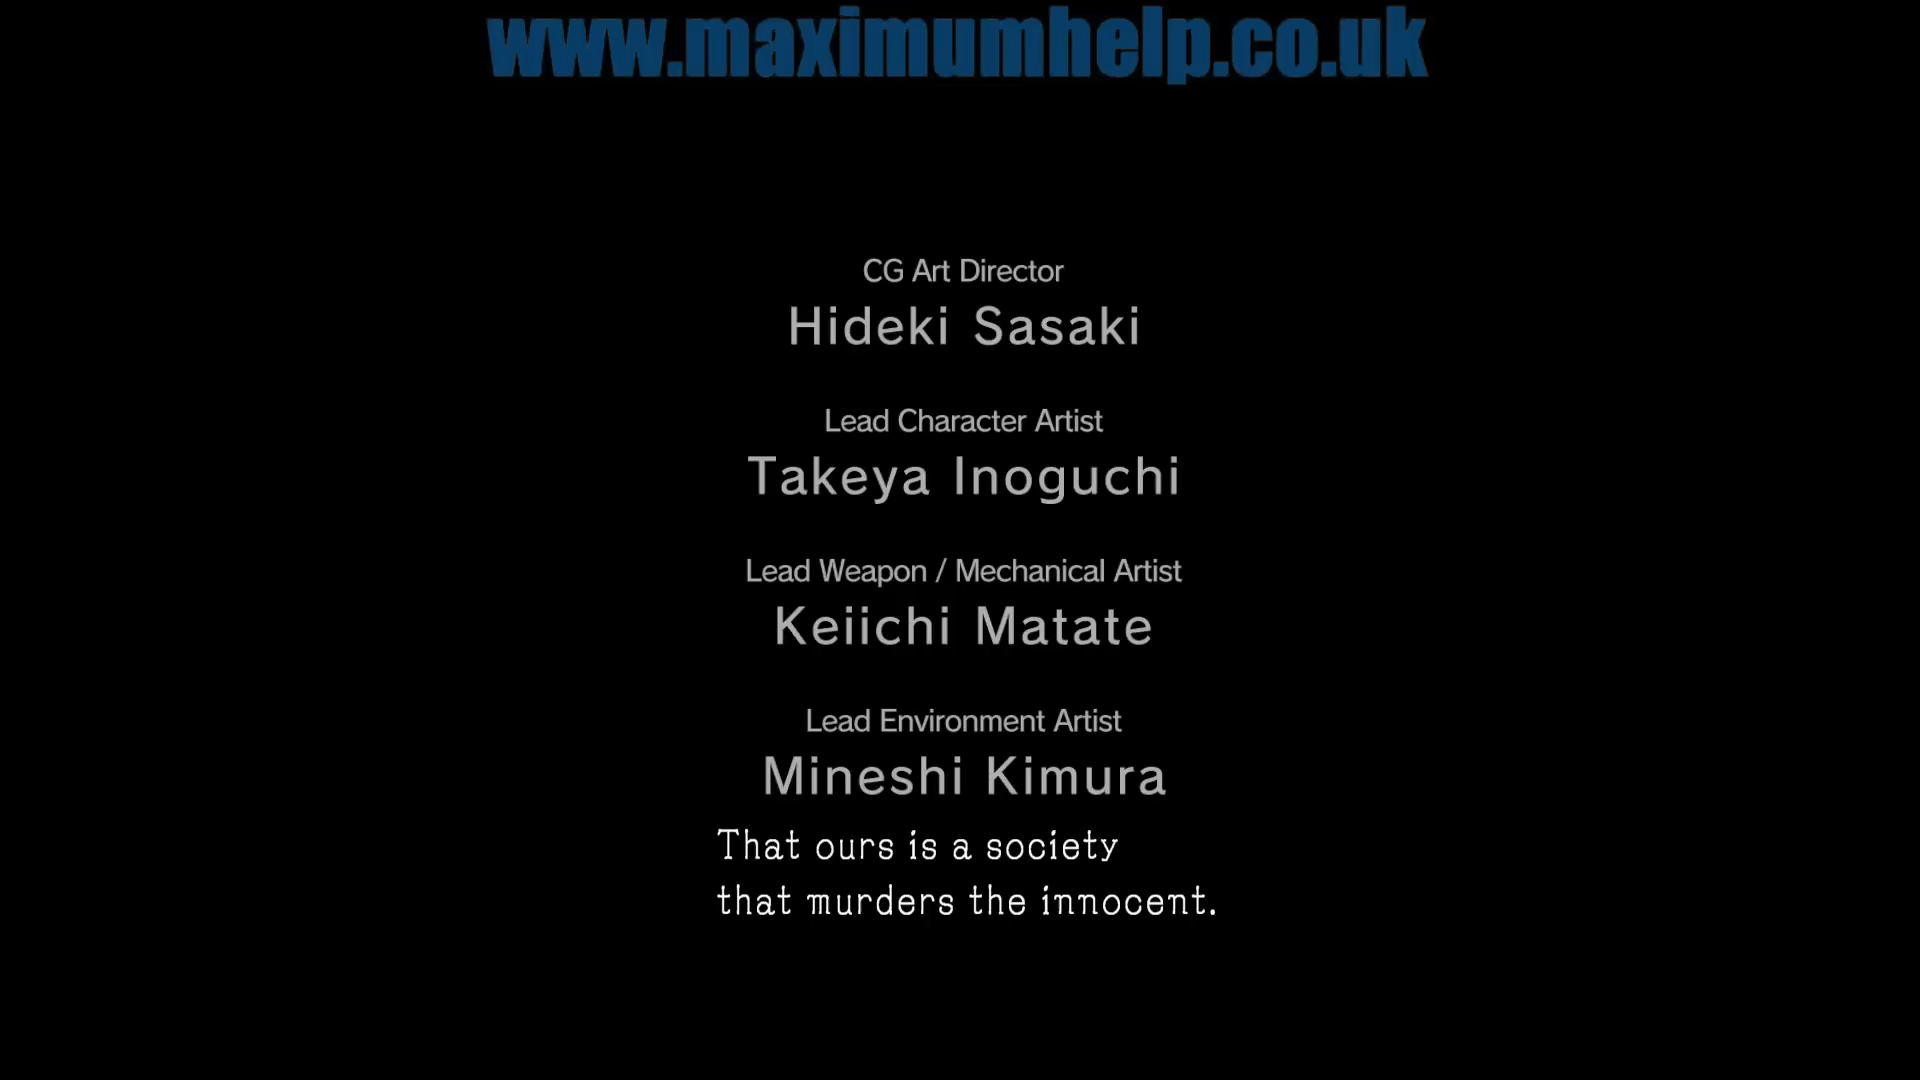 www.maximumhelp.co.uk
CG Art Director
Hideki Sasaki
Lead Character Artist
Takeya Inoguchi
Lead Weapon / Mechanical Artist
Keiichi Matate
Lead Environment Artist
Mineshi Kimura
That ours is a society
that murders the innocent.